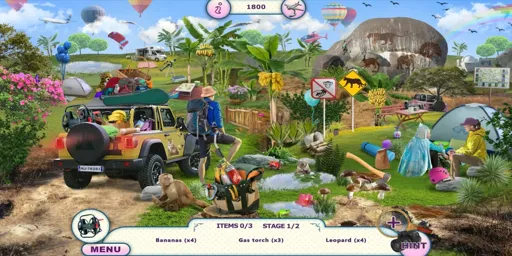 1800
ITEMS 0/3 STAGE 1/2
Bananas (x4) Gas torch (x3) Leopard (x4)
MENU
HINT